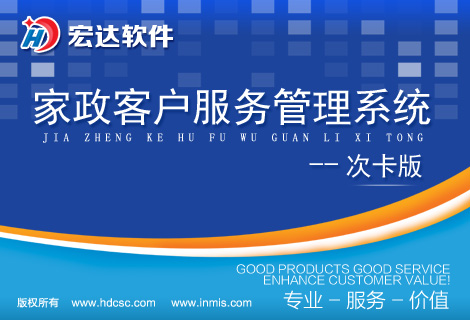 HD 宏达软件
家政客户服务管理系统
JIA ZHENG KE HU FU WU GUAN LI XI TONG
-- 次卡版
GOOD PRODUCTS GOOD SERVICE
ENHANCE CUSTOMER VALUE!
版权所有 www.hdcsc.com www.inmis.com 专业 – 服务 – 价值